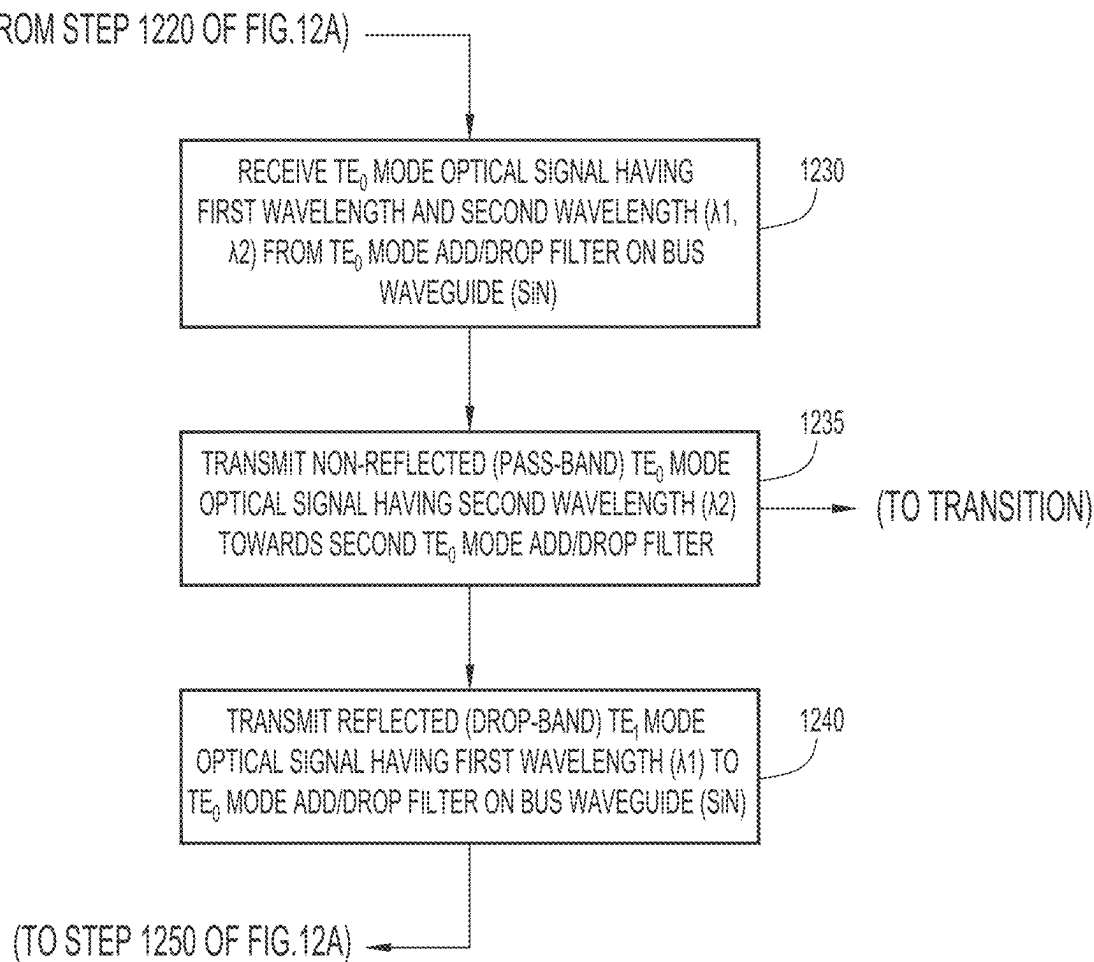 ROM STEP 1220 OF FIG.12A)
RECEIVE TE₀ MODE OPTICAL SIGNAL HAVING
FIRST WAVELENGTH AND SECOND WAVELENGTH (λ1,
λ2) FROM TE₀ MODE ADD/DROP FILTER ON BUS
WAVEGUIDE (SiN)
1230
TRANSMIT NON-REFLECTED (PASS-BAND) TE₀ MODE
OPTICAL SIGNAL HAVING SECOND WAVELENGTH (λ2)
TOWARDS SECOND TE₀ MODE ADD/DROP FILTER
1235
(TO TRANSITION)
TRANSMIT REFLECTED (DROP-BAND) TE₁ MODE
OPTICAL SIGNAL HAVING FIRST WAVELENGTH (λ1) TO
TE₀ MODE ADD/DROP FILTER ON BUS WAVEGUIDE (SiN)
1240
(TO STEP 1250 OF FIG.12A)